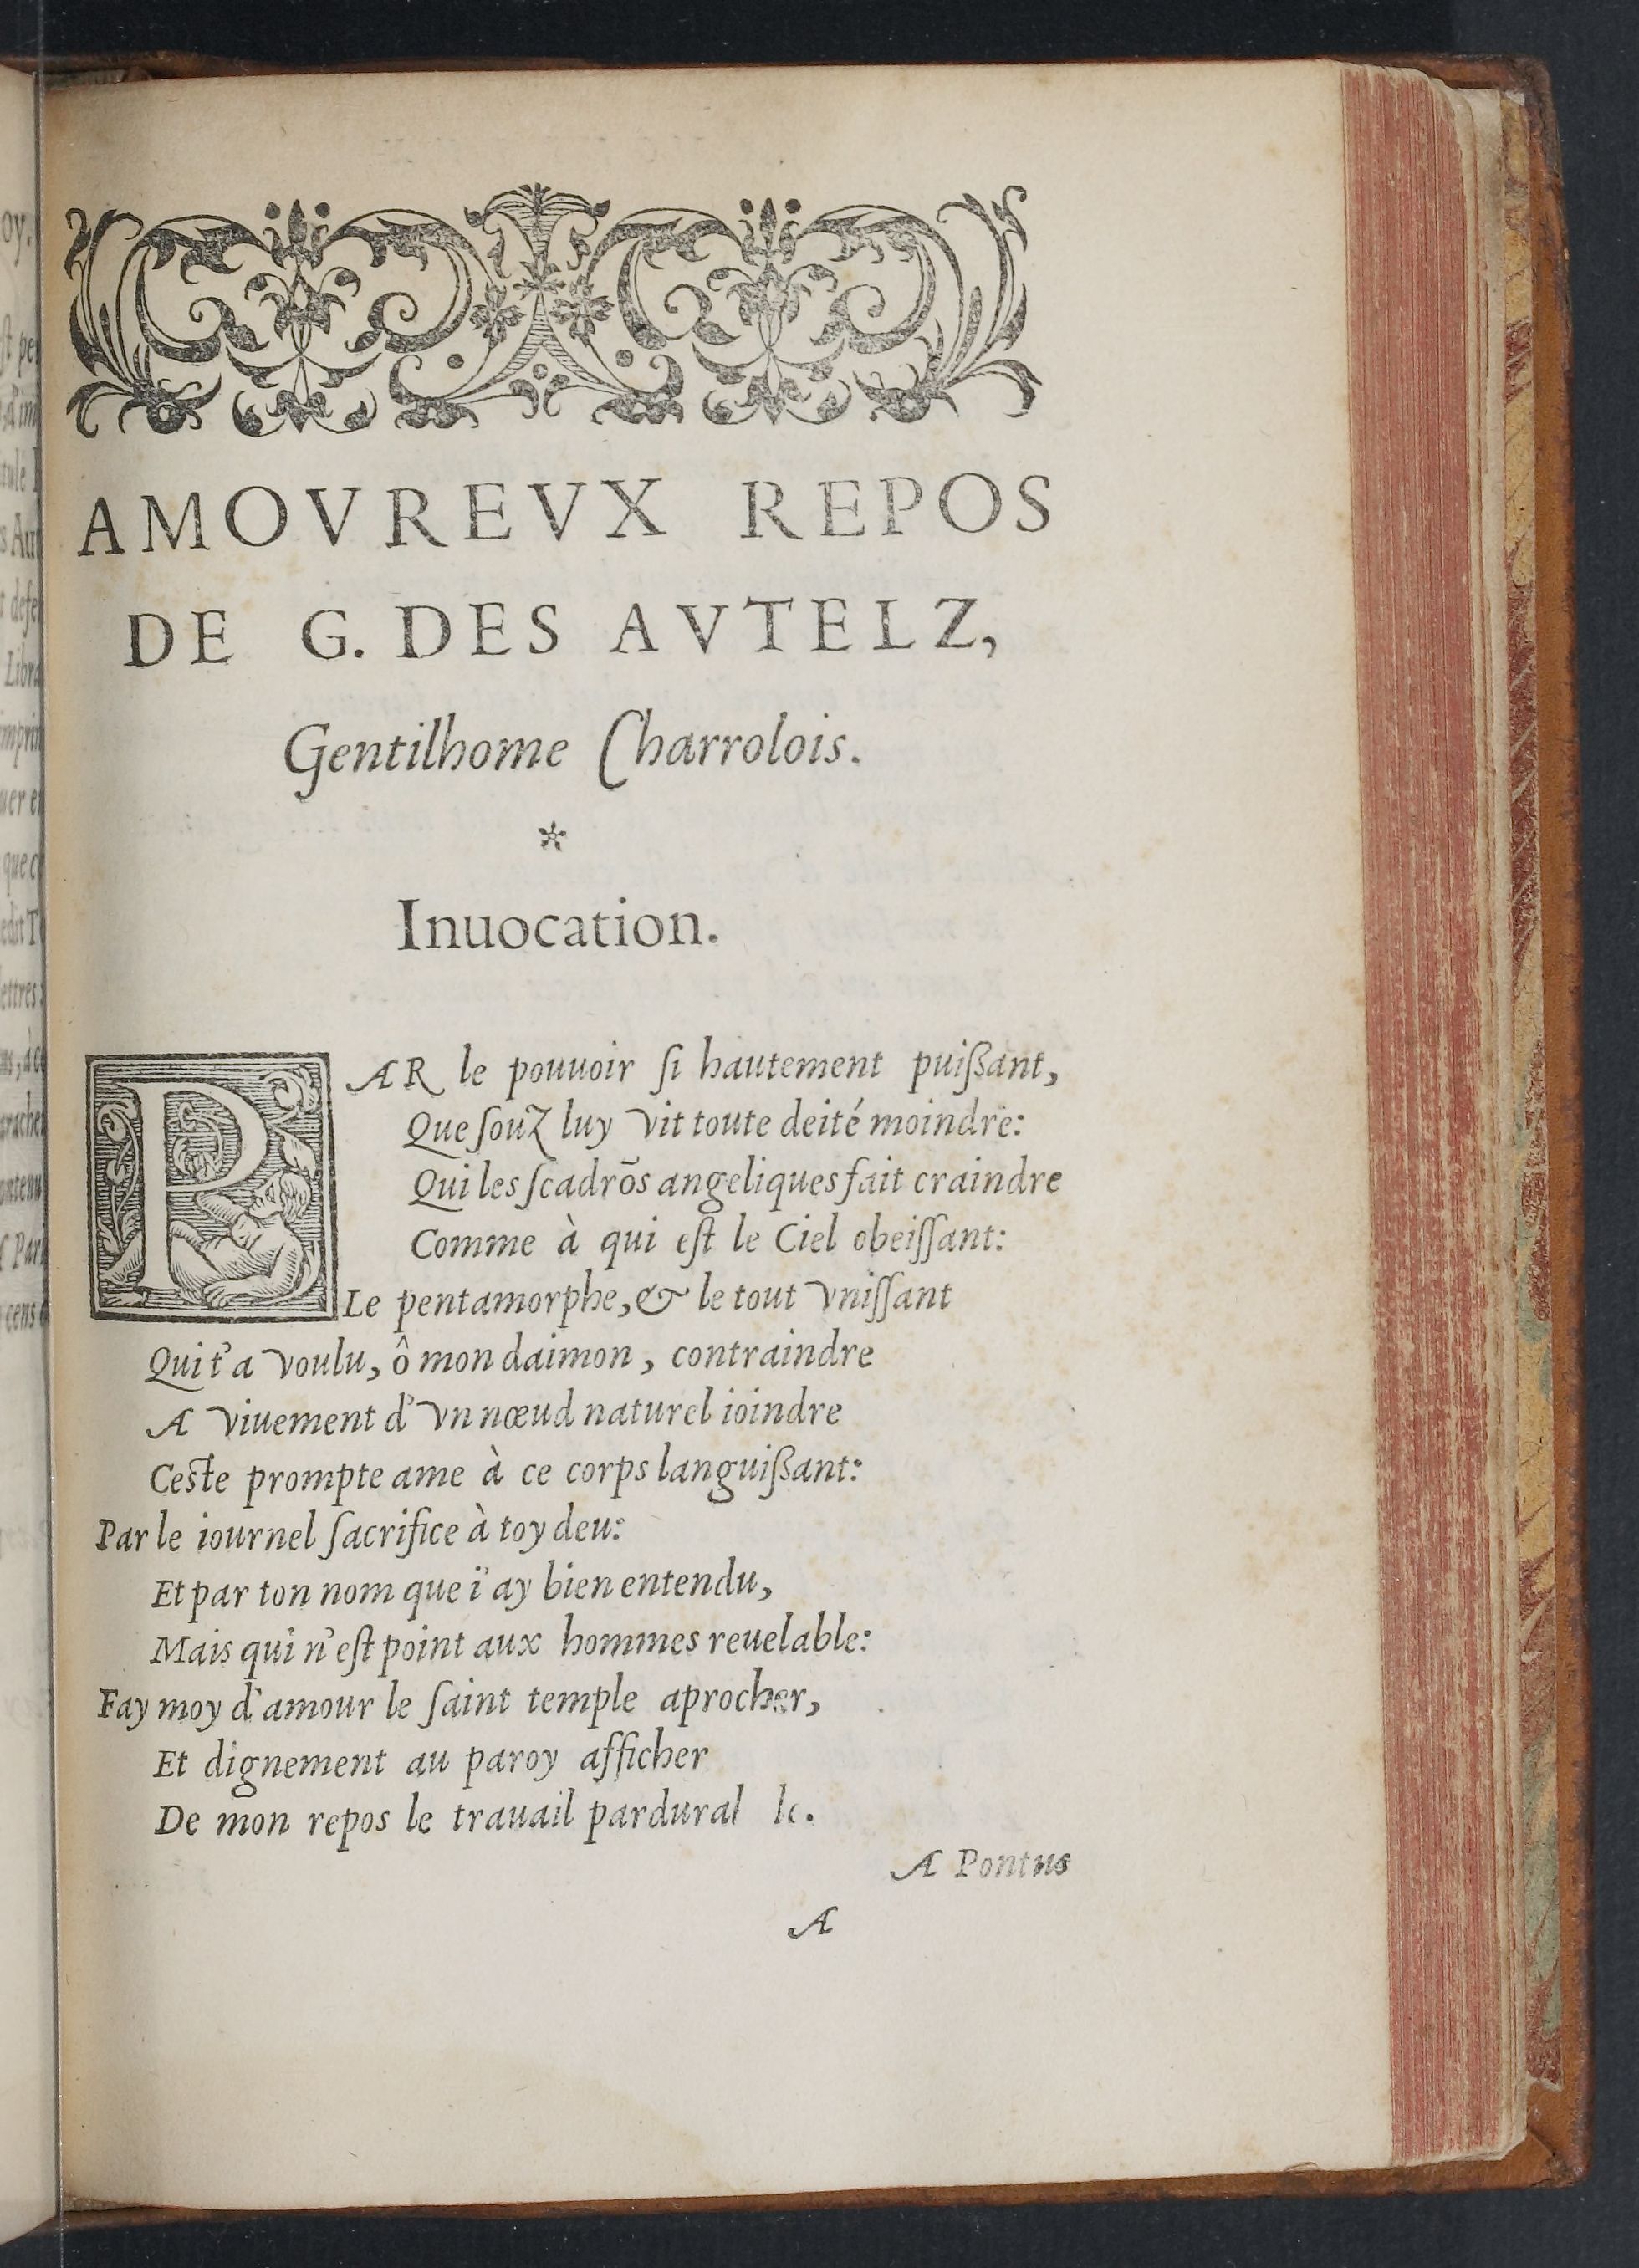 AMOVREVX REPOS
DE G. DES AVTELZ,
Gentilhome Charrolois.
*
Inuocation.
PAR le pouuoir ſi hautement puiſſant,
Que ſouz luy vit toute deité moindre:
Qui les ſcadrõs angeliques fait craindre
Comme à qui eſt le Ciel obeiſſant:
Le pentamorphe, & le tout vniſſant
Qui t'a voulu, ô mon daimon, contraindre
A viuement d'vn nœud naturel ioindre
Ceſte prompte ame à ce corps languiſſant:
Par le iournel ſacrifice à toy deu:
Et par ton nom que i'ay bien entendu,
Mais qui n'eſt point aux hommes reuelable:
Fay moy d'amour le ſaint temple aprocher,
Et dignement au paroy afficher
De mon repos le trauail pardural le.
A Pontus
A